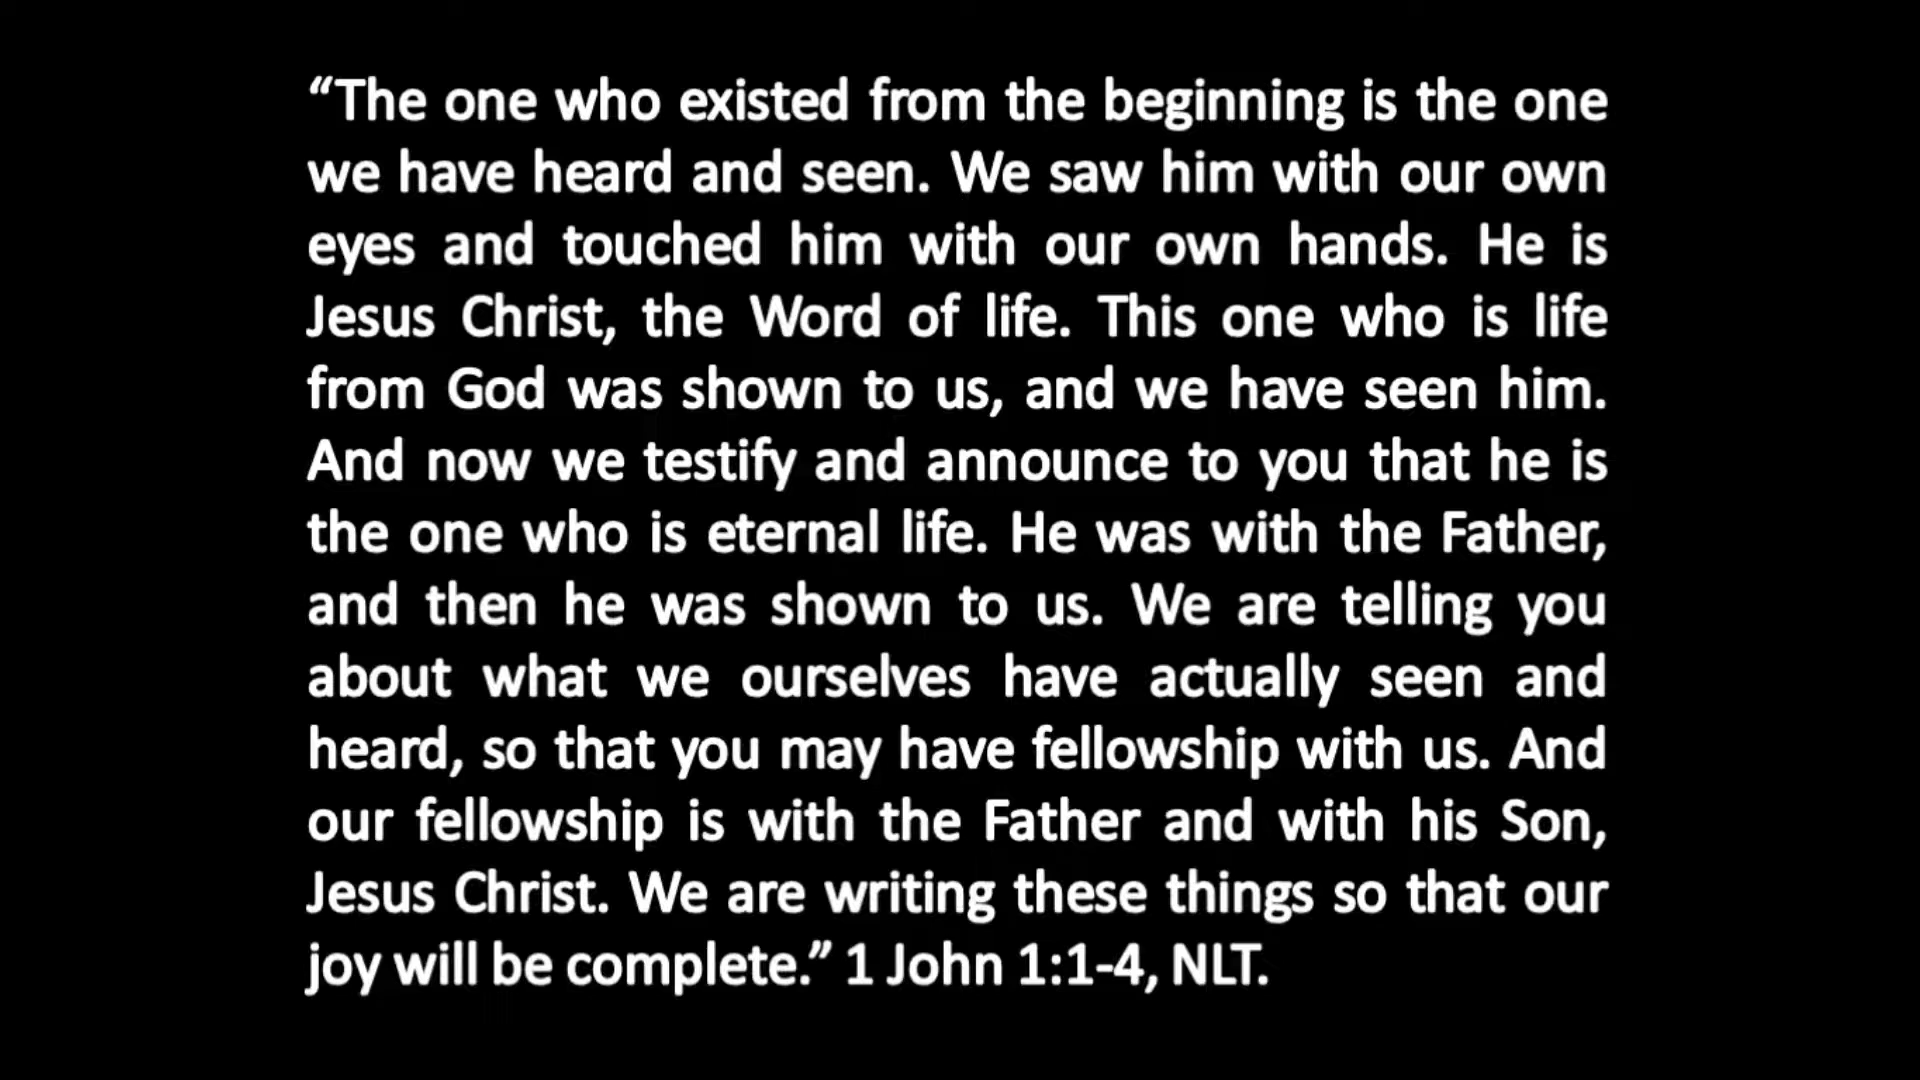 “The one who existed from the beginning is the one
we have heard and seen. We saw him with our own
eyes and touched him with our own hands. He is
Jesus Christ, the Word of life. This one who is life
from God was shown to us, and we have seen him.
And now we testify and announce to you that he is
the one who is eternal life. He was with the Father,
and then he was shown to us. We are telling you
about what we ourselves have actually seen and
heard, so that you may have fellowship with us. And
our fellowship is with the Father and with his Son,
Jesus Christ. We are writing these things so that our
joy will be complete.” 1 John 1:1-4, NLT.